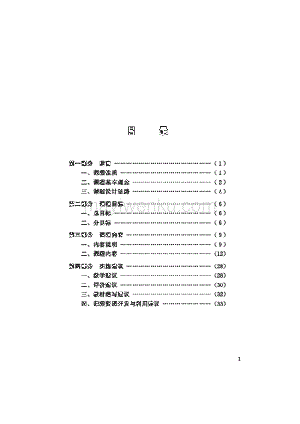 目 录
第一部分 前言 ……………………………（1）
一、课程性质 ……………………………（1）
二、课程基本理念 ……………………………（2）
三、课程设计思路 ……………………………（4）
第二部分 课程目标 ……………………………（6）
一、总目标 ……………………………（6）
二、分目标 ……………………………（6）
第三部分 课程内容 ……………………………（9）
一、内容说明 ……………………………（9）
二、课程内容 ……………………………（12）
第四部分 实施建议 ……………………………（28）
一、教学建议 ……………………………（28）
二、评价建议 ……………………………（30）
三、教材编写建议 ……………………………（32）
四、课程资源开发与利用建议 ……………………………（35）
1